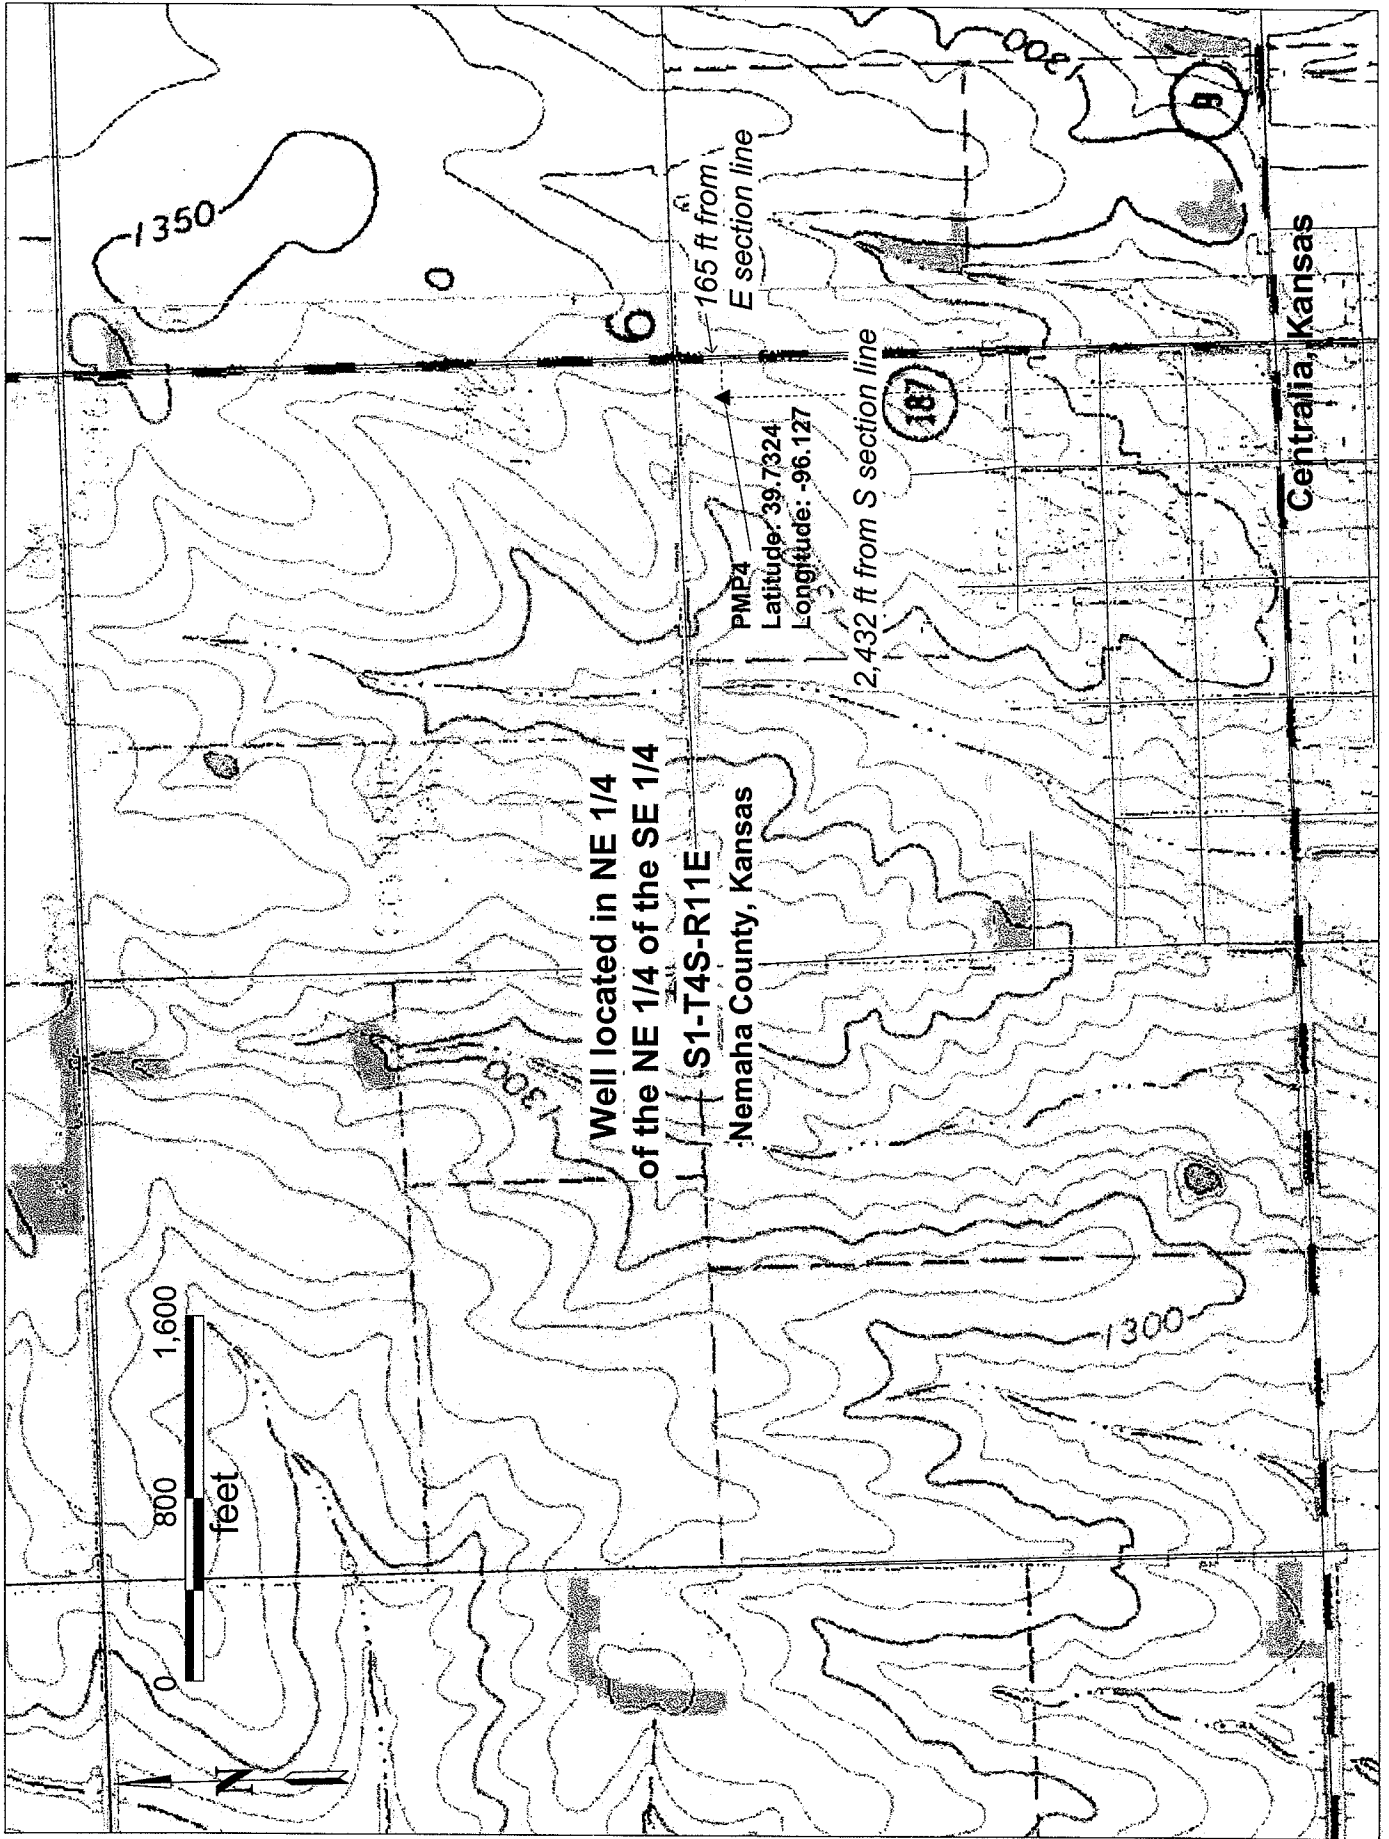 0 800 1,600
feet
N
1300
1300
1350
1300
Well located in NE 1/4
of the NE 1/4 of the SE 1/4
S1-T4S-R11E
Nemaha County, Kansas
PMP4
Latitude: 39.7324
Longitude: -96.127
165 ft from
E section line
2,432 ft from S section line
6
187
9
Centralia, Kansas